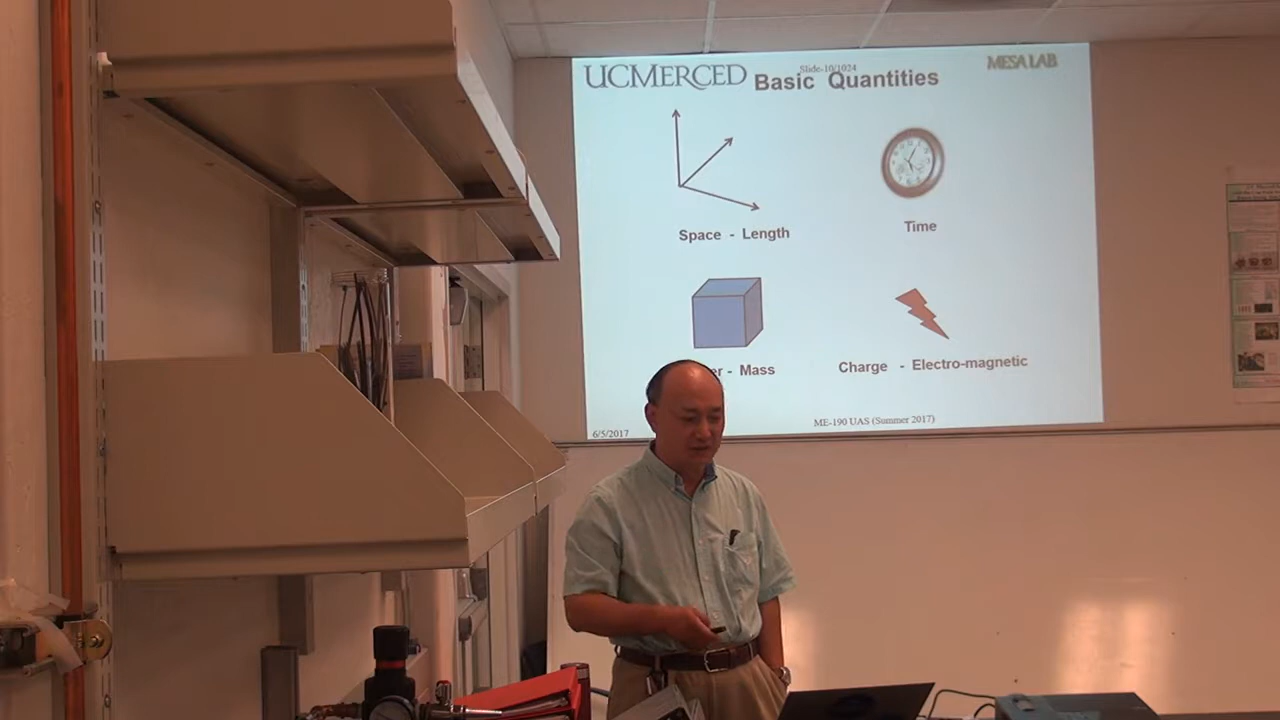 UCMERCED
Slide-10/1024
MESA LAB
Basic Quantities
Space - Length
Time
er - Mass
Charge - Electro-magnetic
6/5/2017
ME-190 UAS (Summer 2017)